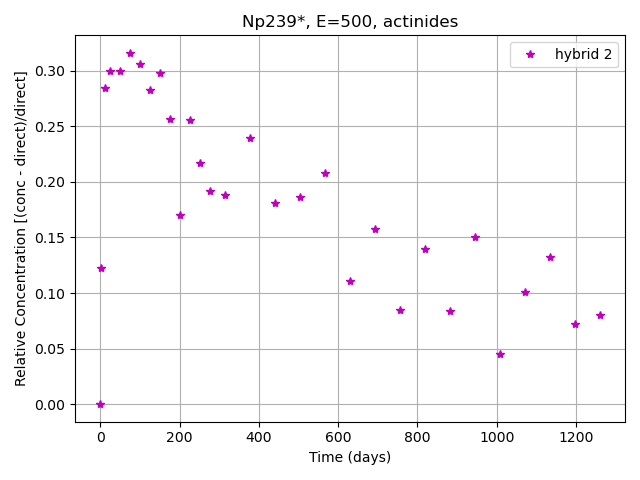 Np239*, E=500, actinides
hybrid 2
Relative Concentration [(conc - direct)/direct]
0.30
0.25
0.20
0.15
0.10
0.05
0.00
0 200 400 600 800 1000 1200
Time (days)